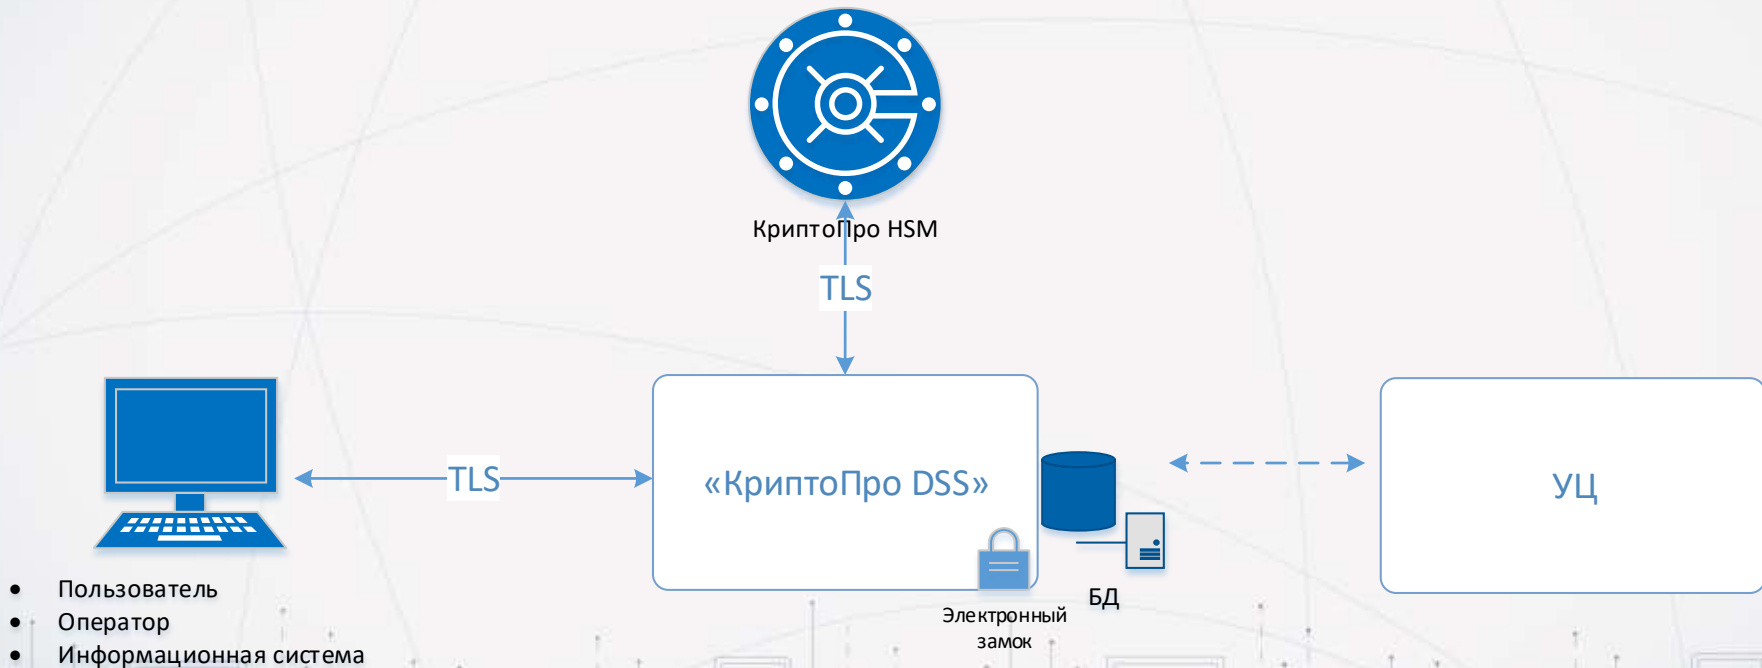 КриптоПро HSM
TLS
TLS
«КриптоПро DSS»
УЦ
Электронный
замок
БД
• Пользователь
• Оператор
• Информационная система